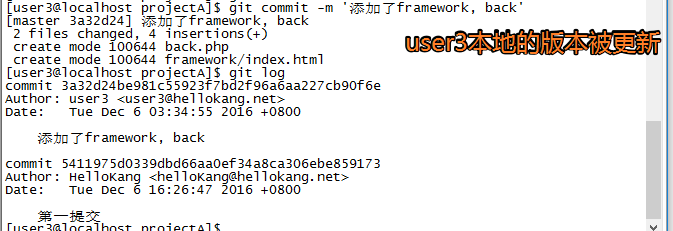 [user3@localhost projectA]$ git commit -m '添加了framework, back'
[master 3a32d24] 添加了framework, back
2 files changed, 4 insertions(+)
create mode 100644 back.php
create mode 100644 framework/index.html
user3本地的版本被更新
[user3@localhost projectA]$ git log
commit 3a32d24be981c55923f7bd2f96a6aa227cb90f6e
Author: user3 <user3@hellokang.net>
Date:   Tue Dec 6 03:34:55 2016 +0800
添加了framework, back
commit 5411975d0339dbd66aa0ef34a8ca306ebe859173
Author: HelloKang <helloKang@hellokang.net>
Date:   Tue Dec 6 16:26:47 2016 +0800
第一提交
[user3@localhost projectA]$